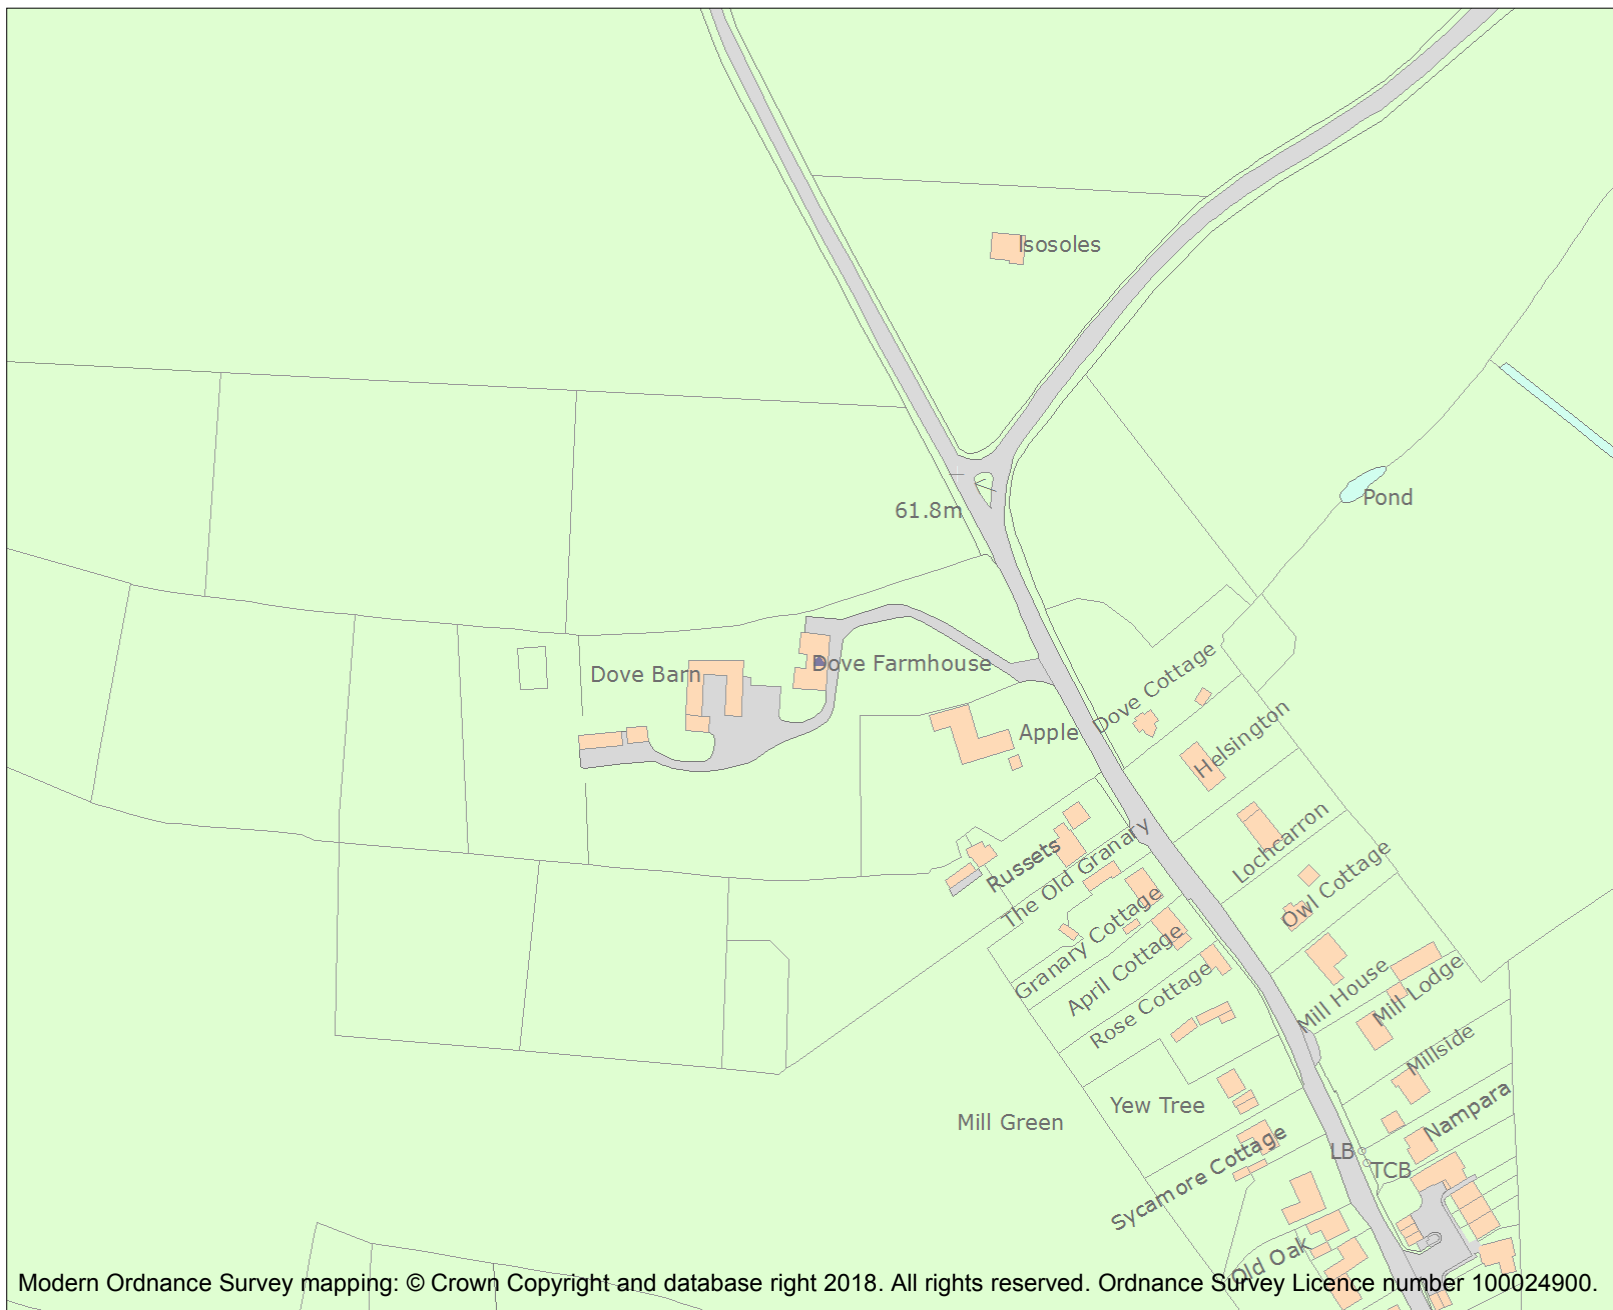 Isosoles
Pond
61.8m
Dove Cottage
Dove Farmhouse
Dove Barn
Apple
Helsington
Lochcarron
Russets
The Old Granary
Owl Cottage
Granary Cottage
April Cottage
Rose Cottage
Mill House
Mill Lodge
Millside
Yew Tree
Mill Green
Nampara
Sycamore Cottage
LB
TCB
Old Oak
Modern Ordnance Survey mapping: © Crown Copyright and database right 2018. All rights reserved. Ordnance Survey Licence number 100024900.